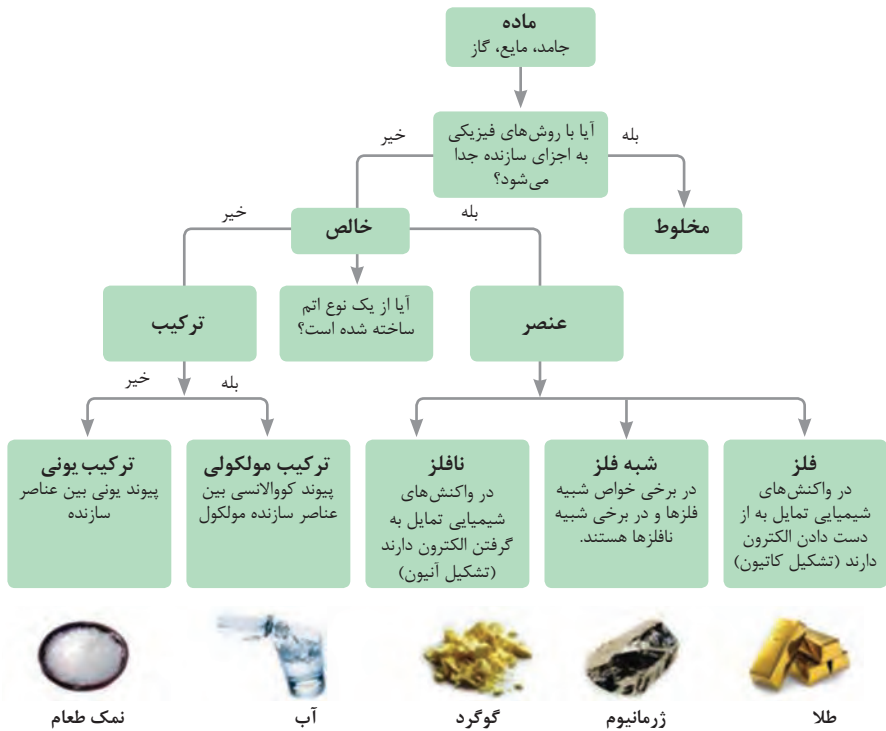 ماده
جامد، مایع، گاز
آیا با روش‌های فیزیکی
به اجزای سازنده جدا
می‌شود؟
بله
خیر
مخلوط
خالص
بله
خیر
عنصر
آیا از یک نوع اتم
ساخته شده است؟
ترکیب
بله
خیر
فلز
در واکنش‌های
شیمیایی تمایل به از
دست دادن الکترون
دارند (تشکیل کاتیون)
شبه فلز
در برخی خواص شبیه
فلزها و در برخی شبیه
نافلزها هستند.
نافلز
در واکنش‌های
شیمیایی تمایل به
گرفتن الکترون دارند
(تشکیل آنیون)
ترکیب مولکولی
پیوند کووالانسی بین
عناصر سازنده مولکول
ترکیب یونی
پیوند یونی بین عناصر
سازنده
طلا
ژرمانیوم
گوگرد
آب
نمک طعام